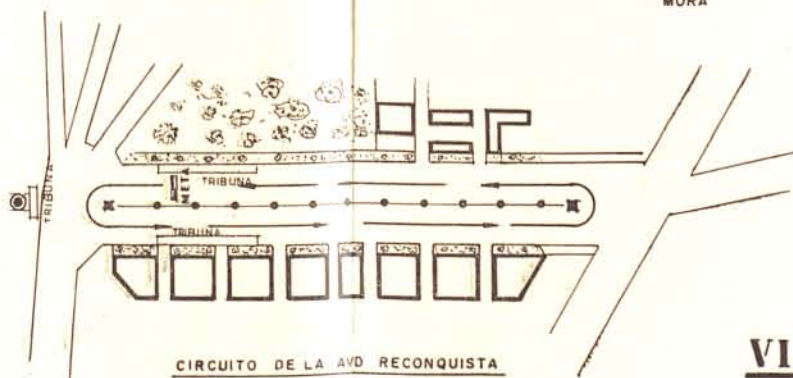 MORA
TRIBUNA
META
TRIBUNA
TRIBUNA
CIRCUITO DE LA AVD RECONQUISTA
VI